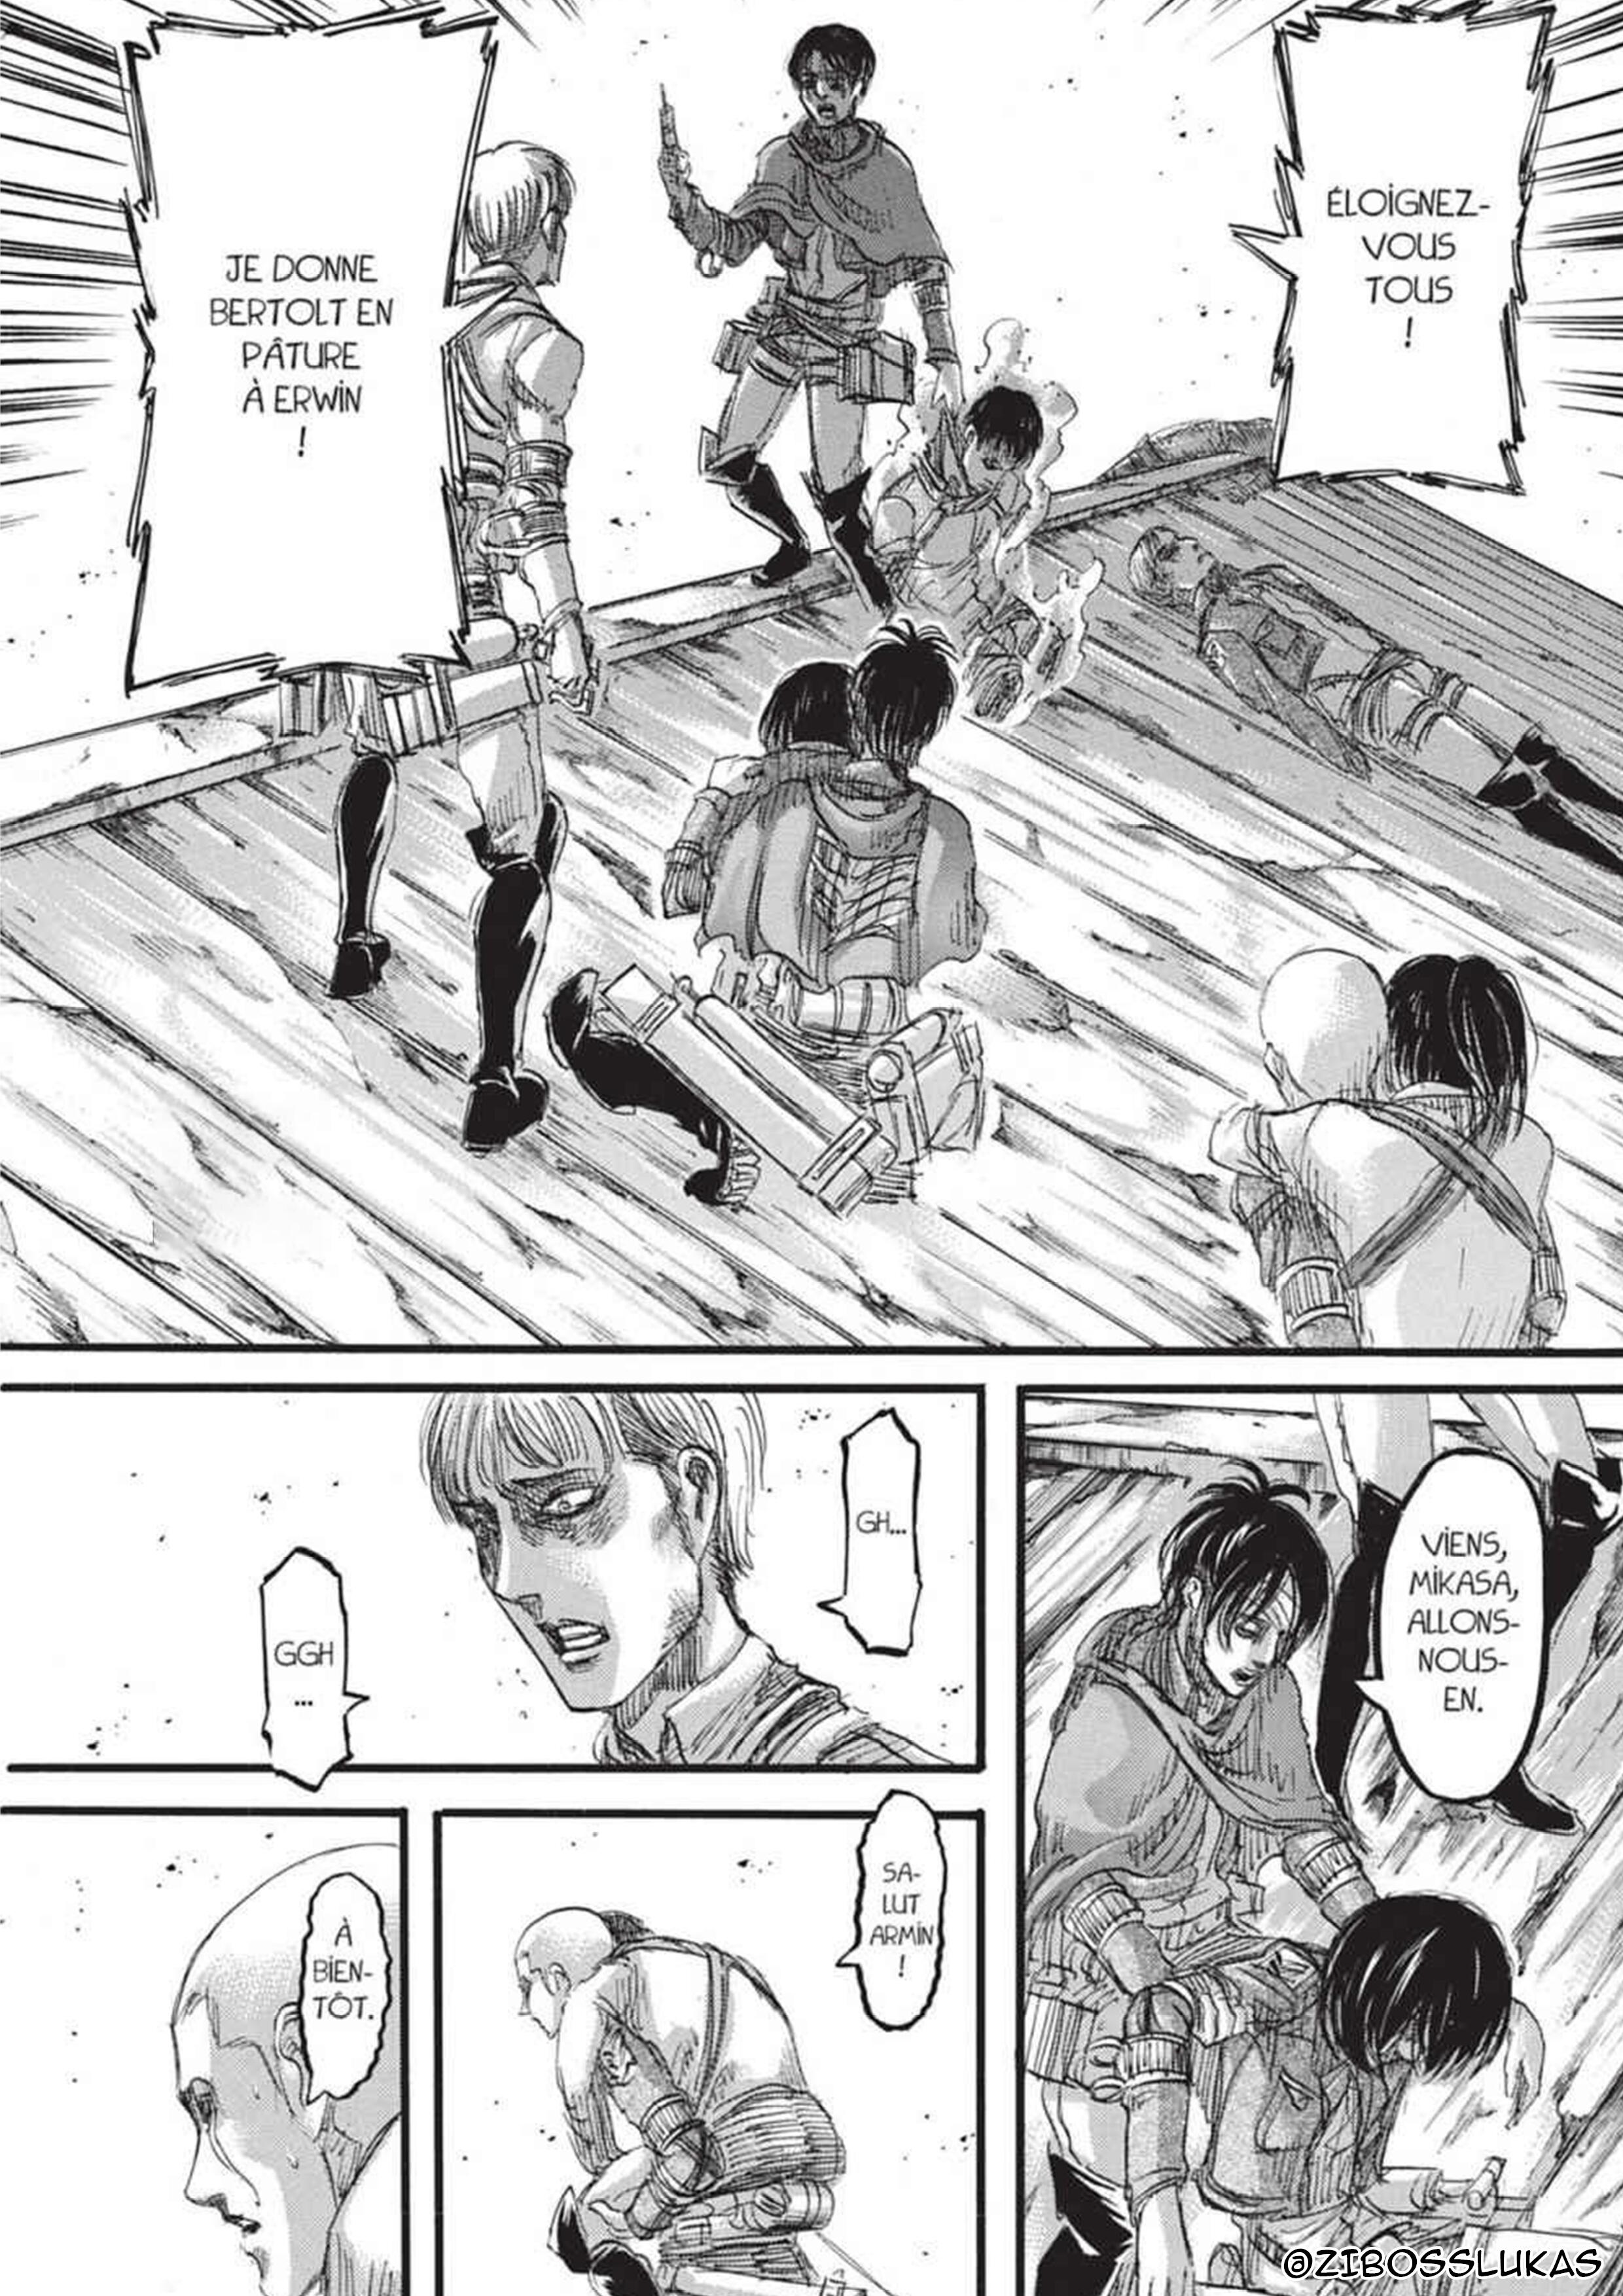 ÉLOIGNEZ-
VOUS
TOUS
!
JE DONNE
BERTOLT EN
PÂTURE
À ERWIN
!
VIENS,
MIKASA,
ALLONS-
NOUS-
EN.
GH...
GGH
...
SA-
LUT
ARMIN
!
À
BIEN-
TÔT.
@ZIBOSSLUKAS